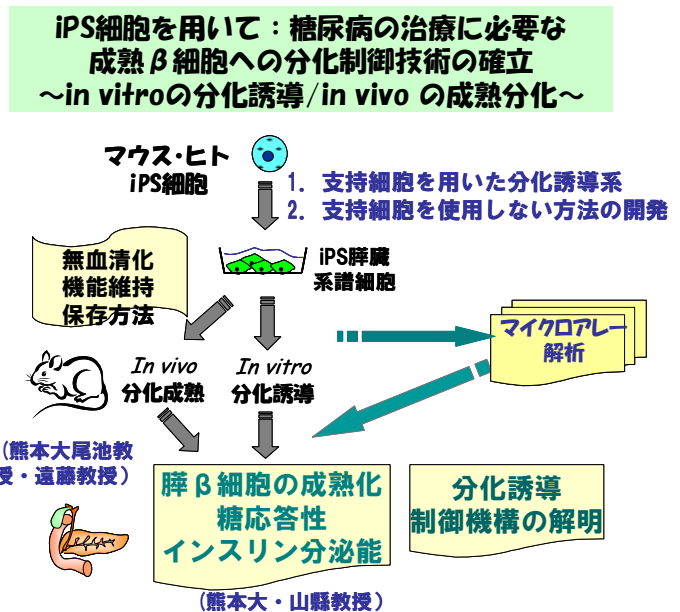 iPS細胞を用いて：糖尿病の治療に必要な
成熟β細胞への分化制御技術の確立
～in vitroの分化誘導/in vivo の成熟分化～
マウス・ヒト
iPS細胞
1. 支持細胞を用いた分化誘導系
2. 支持細胞を使用しない方法の開発
無血清化
機能維持
保存方法
iPS膵臓
系譜細胞
マイクロアレー
解析
In vivo
分化成熟
In vitro
分化誘導
(熊本大尾池教
授・遠藤教授)
膵β細胞の成熟化
糖応答性
インスリン分泌能
分化誘導
制御機構の解明
(熊本大・山縣教授)